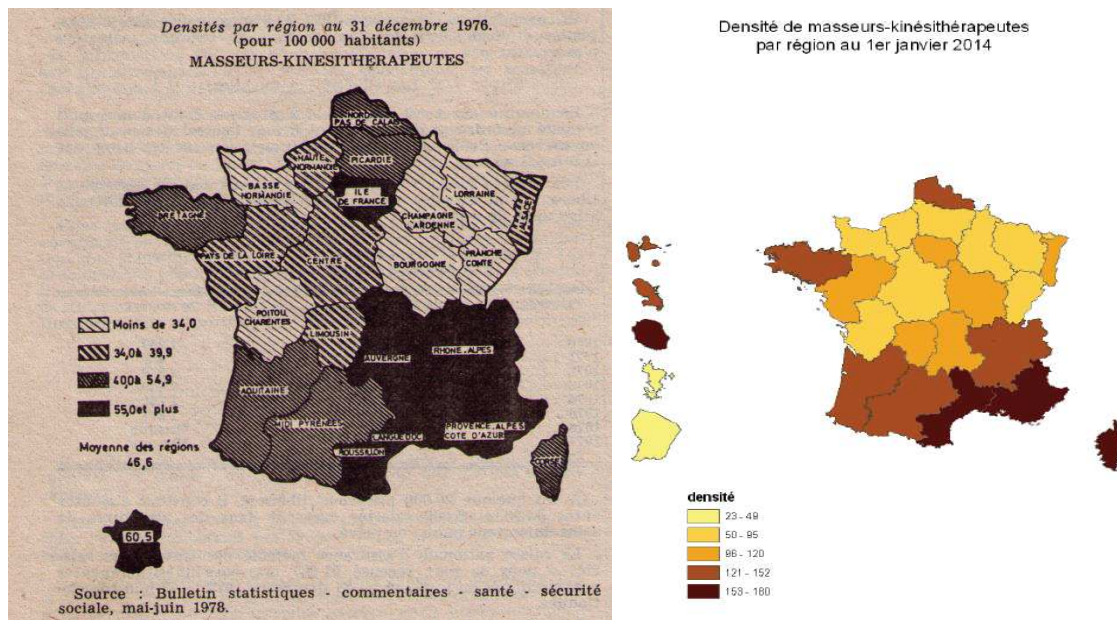 Densités par région au 31 décembre 1976.
(pour 100 000 habitants)
MASSEURS-KINESITHERAPEUTES
NORD
PAS DE CALAIS
HAUTE
NORMANDIE
PICARDIE
BASSE
NORMANDIE
ILE
DE FRANCE
LORRAINE
ALSACE
CHAMPAGNE
ARDENNE
BRETAGNE
PAYS DE LA LOIRE
CENTRE
BOURGOGNE
FRANCHE
COMTE
POITOU
CHARENTES
LIMOUSIN
AUVERGNE
RHONE.ALPES
AQUITAINE
MIDI PYRÉNÉES
LANGUEDOC
ROUSSILLON
PROVENCE.ALPES
COTE D'AZUR
CORSE
Moins de 34,0
34,0à 39,9
40,0à 54,9
55,0et plus
Moyenne des régions
46,6
60,5
Source : Bulletin statistiques - commentaires - santé - sécurité
sociale, mai-juin 1978.
Densité de masseurs-kinésithérapeutes
par région au 1er janvier 2014
densité
23 - 49
50 - 85
86 - 120
121 - 152
153 - 180